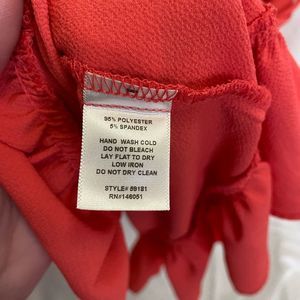 95% POLYESTER
5% SPANDEX
HAND WASH COLD
DO NOT BLEACH
LAY FLAT TO DRY
LOW IRON
DO NOT DRY CLEAN
STYLE# 59181
RN#146051